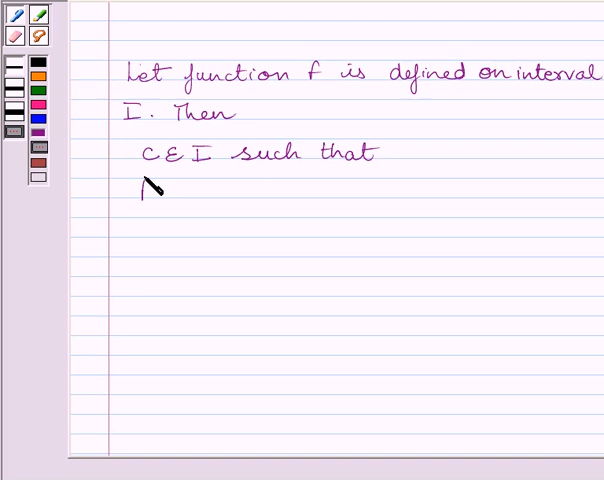 Let function f is defined on interval
I. Then
C ε I such that